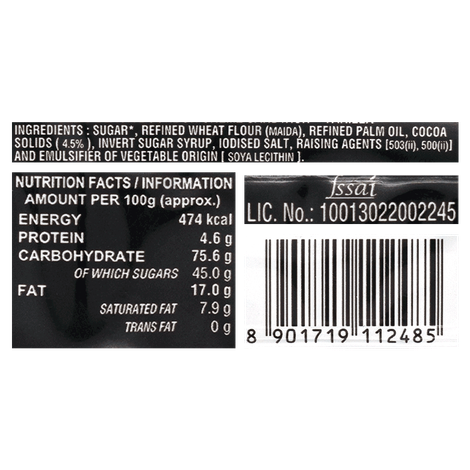 INGREDIENTS : SUGAR*, REFINED WHEAT FLOUR (MAIDA), REFINED PALM OIL, COCOA
SOLIDS ( 4.5% ), INVERT SUGAR SYRUP, IODISED SALT, RAISING AGENTS [503(ii), 500(ii)]
AND EMULSIFIER OF VEGETABLE ORIGIN [ SOYA LECITHIN ].
NUTRITION FACTS / INFORMATION
AMOUNT PER 100g (approx.)
ENERGY 474 kcal
PROTEIN 4.6 g
CARBOHYDRATE 75.6 g
OF WHICH SUGARS 45.0 g
FAT 17.0 g
SATURATED FAT 7.9 g
TRANS FAT 0 g
fssai
LIC. No.: 10013022002245
8 901719 112485